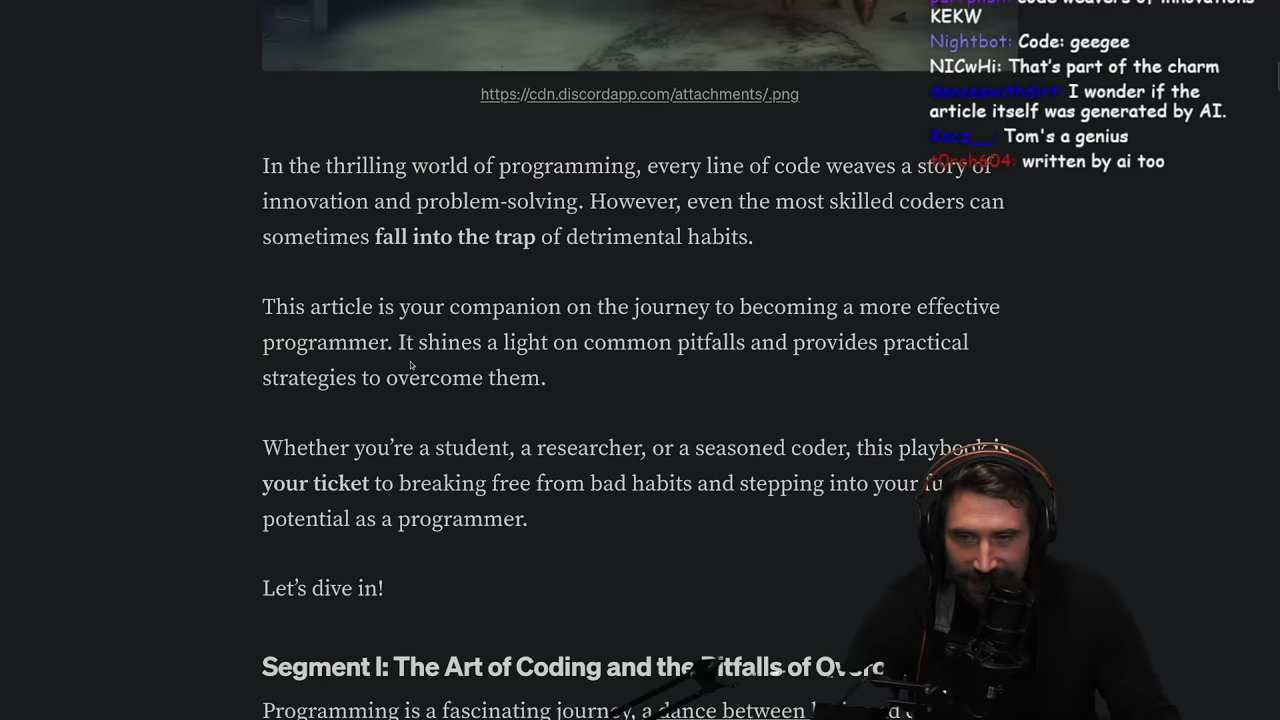 code weavers of innovations
KEKW
Nightbot: Code: geegee
NICwHi: That's part of the charm
danceswithdirt: I wonder if the
article itself was generated by AI.
Kocz__: Tom's a genius
t0rch604: written by ai too
https://cdn.discordapp.com/attachments/.png
In the thrilling world of programming, every line of code weaves a story of
innovation and problem-solving. However, even the most skilled coders can
sometimes fall into the trap of detrimental habits.
This article is your companion on the journey to becoming a more effective
programmer. It shines a light on common pitfalls and provides practical
strategies to overcome them.
Whether you're a student, a researcher, or a seasoned coder, this playbook is
your ticket to breaking free from bad habits and stepping into your
potential as a programmer.
Let's dive in!
Segment I: The Art of Coding and the Pitfalls of
Programming is a fascinating journey, a dance between